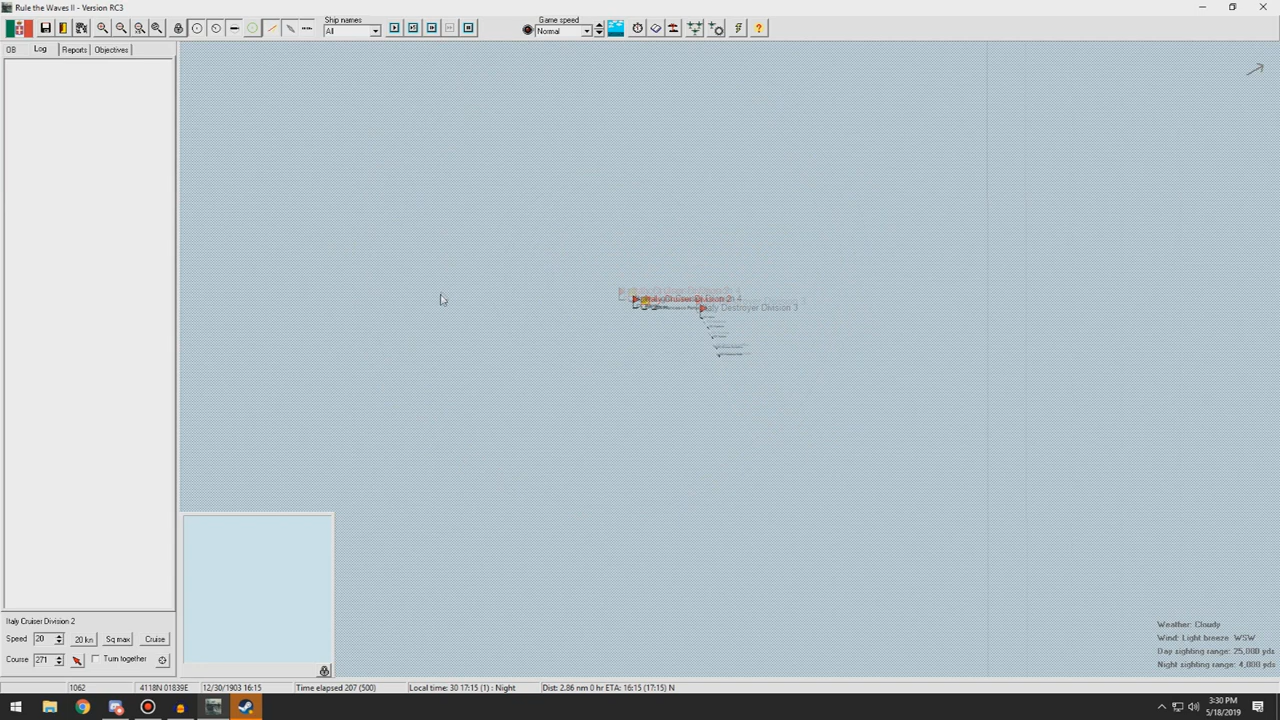 Rule the Waves II - Version RC3
Ship names
All
Game speed
Normal
OB Log Reports Objectives
Italy Cruiser Division 2
Italy Destroyer Division 3
Italy Cruiser Division 2
Speed 20 20 kn Sq max Cruise
Course 271 Turn together
Weather: Cloudy
Wind: Light breeze WSW
Day sighting range: 25,000 yds
Night sighting range: 4,000 yds
1062 4118N 01839E 12/30/1903 16:15 Time elapsed 207 (500) Local time: 30 17:15 (1) : Night Dist: 2.86 nm 0 hr ETA: 16:15 (17:15) N
3:30 PM
5/18/2019